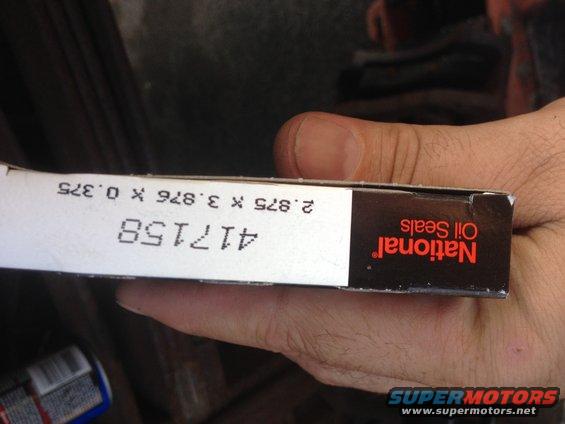 National®
Oil Seals
417158
2.875 X 3.876 X 0.375
SUPERMOTORS
www.supermotors.net